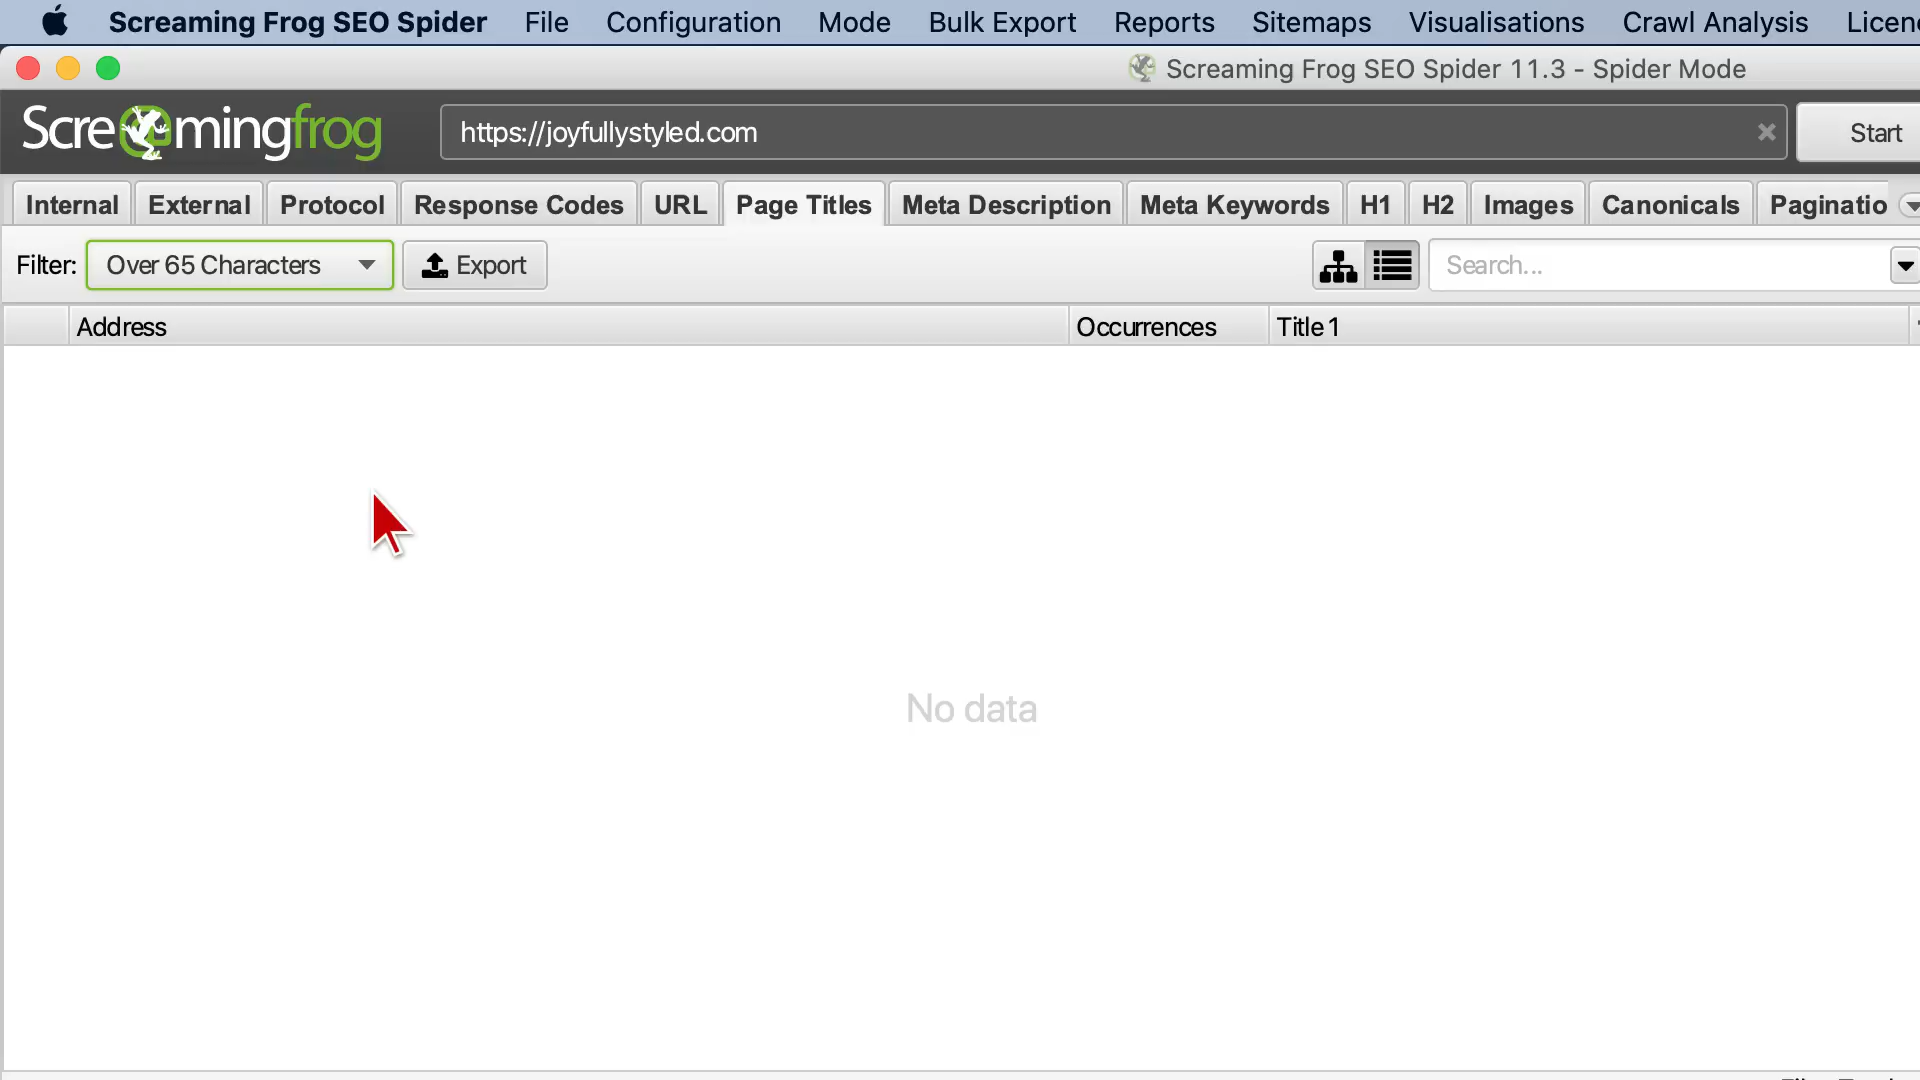 Screaming Frog SEO Spider File Configuration Mode Bulk Export Reports Sitemaps Visualisations Crawl Analysis Licen
Screaming Frog SEO Spider 11.3 - Spider Mode
Screamingfrog https://joyfullystyled.com Start
Internal External Protocol Response Codes URL Page Titles Meta Description Meta Keywords H1 H2 Images Canonicals Paginatio
Filter: Over 65 Characters Export Search...
Address Occurrences Title 1
No data